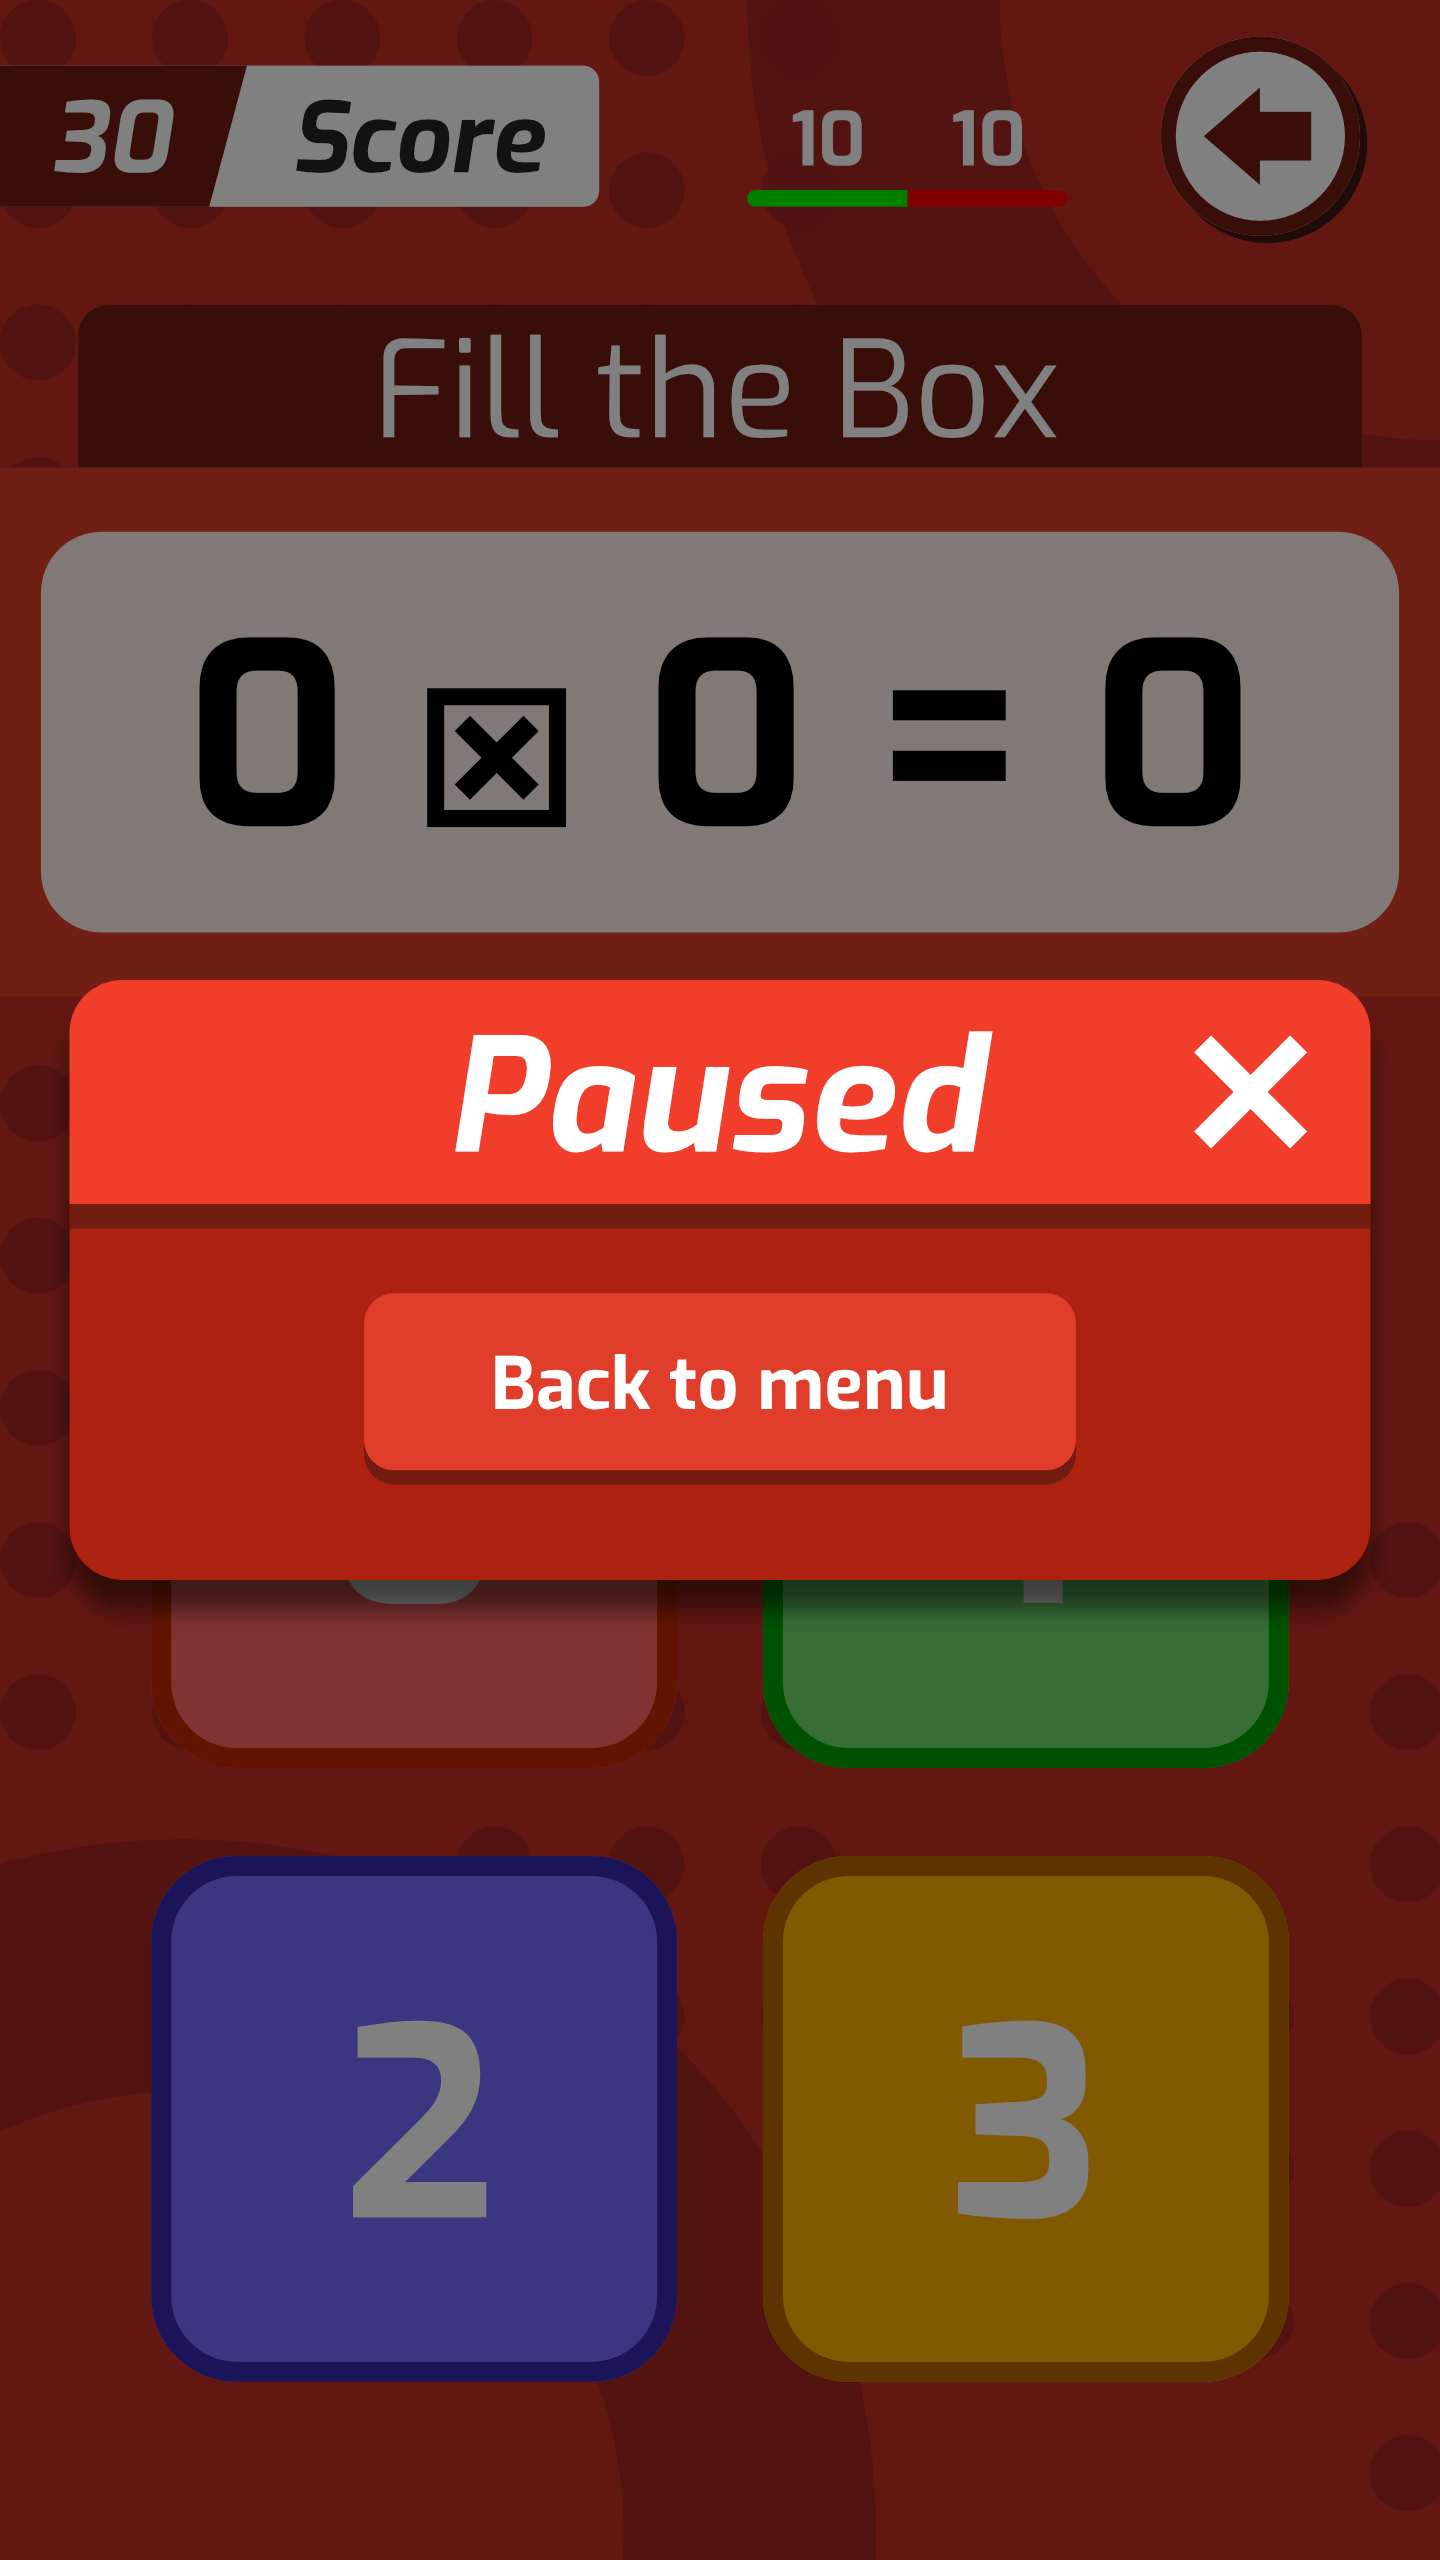 30 Score
10 10
Fill the Box
0 ☒ 0 = 0
Paused
Back to menu
2 3